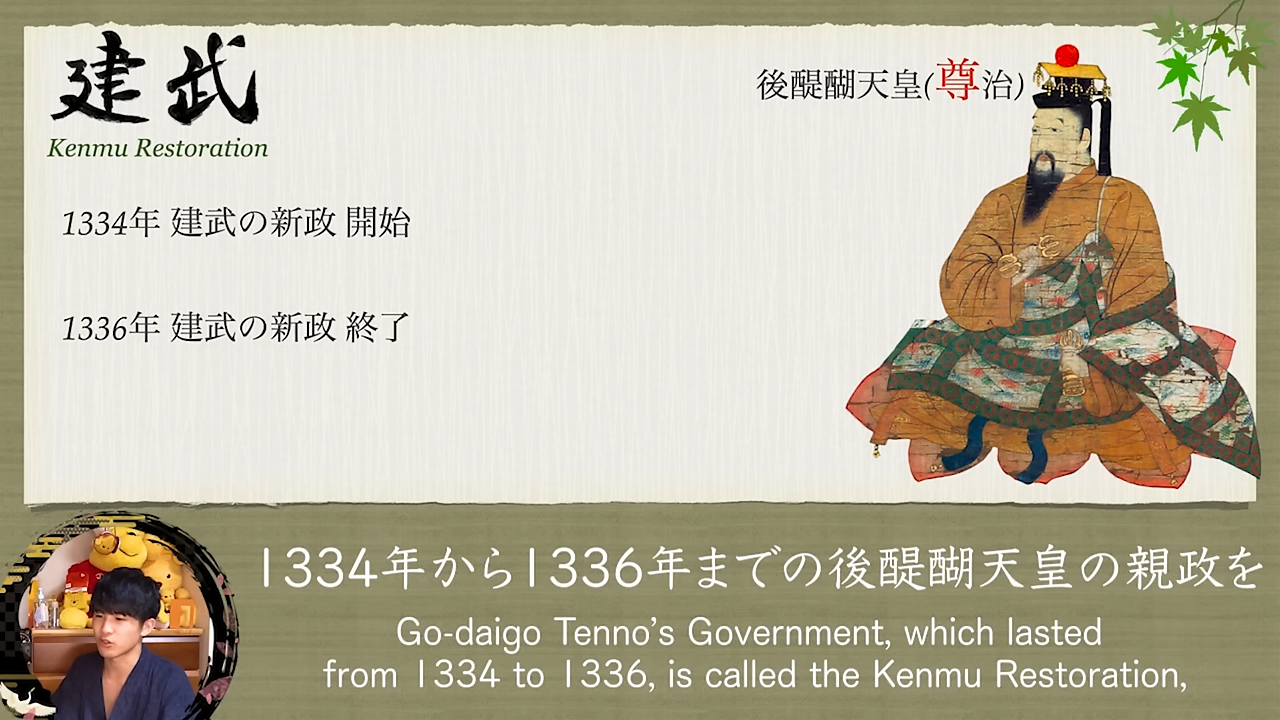 建武
Kenmu Restoration
後醍醐天皇(尊治)
1334年 建武の新政 開始
1336年 建武の新政 終了
1334年から1336年までの後醍醐天皇の親政を
Go-daigo Tenno’s Government, which lasted
from 1334 to 1336, is called the Kenmu Restoration,